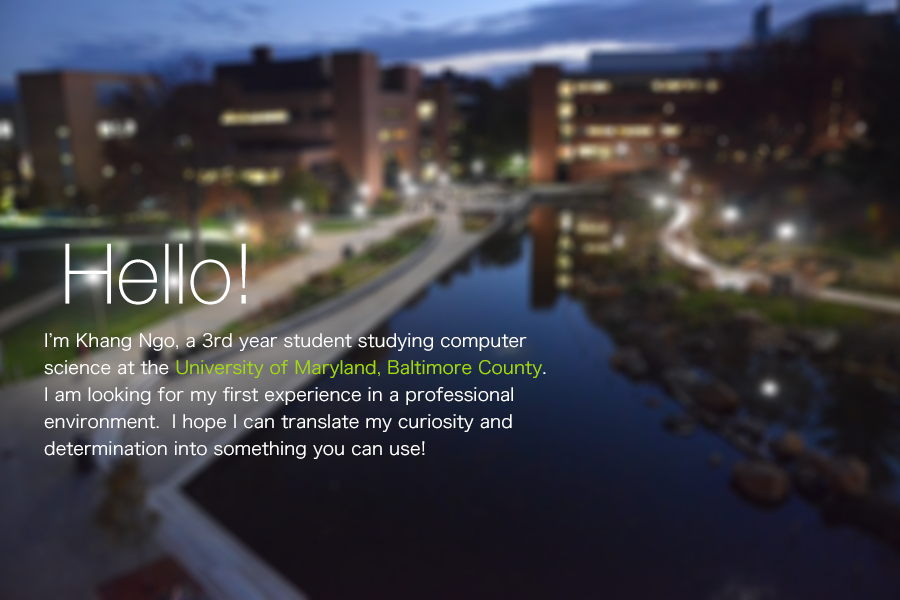 Hello!
I'm Khang Ngo, a 3rd year student studying computer
science at the University of Maryland, Baltimore County.
I am looking for my first experience in a professional
environment.  I hope I can translate my curiosity and
determination into something you can use!